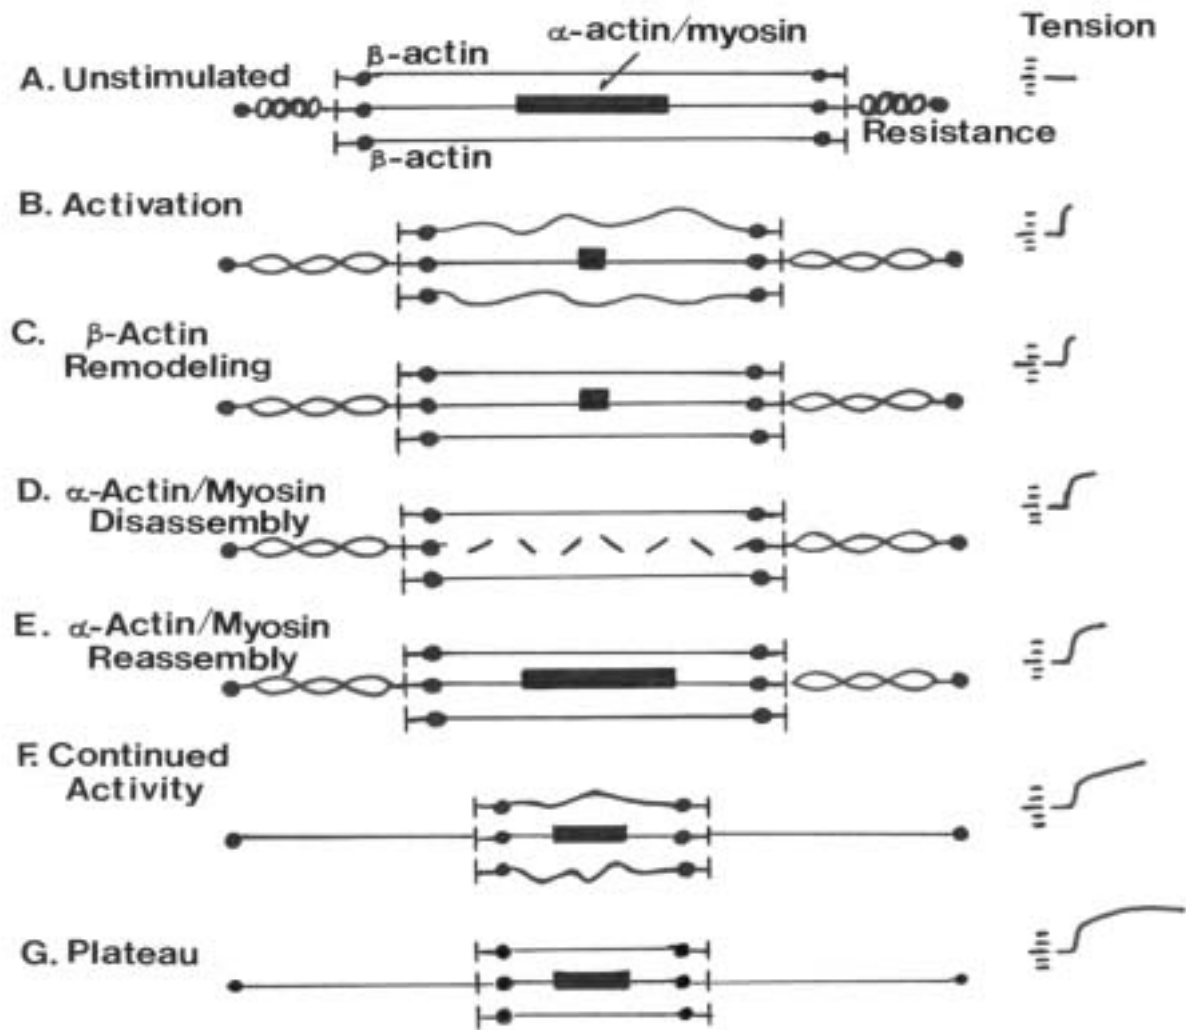 Tension
α-actin/myosin
β-actin
A. Unstimulated
Resistance
β-actin
B. Activation
C. β-Actin
Remodeling
D. α-Actin/Myosin
Disassembly
E. α-Actin/Myosin
Reassembly
F. Continued
Activity
G. Plateau